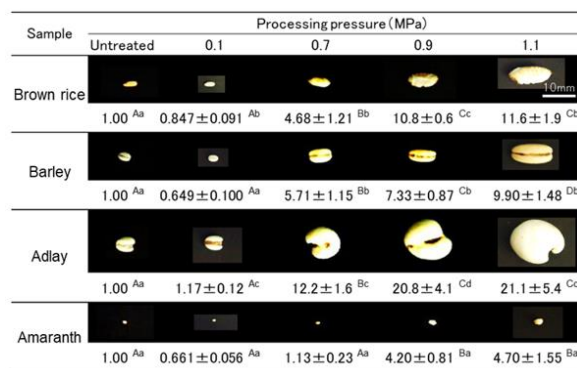 Sample
Processing pressure(MPa)
Untreated 0.1 0.7 0.9 1.1
Brown rice
10mm
1.00 Aa 0.847±0.091 Ab 4.68±1.21 Bb 10.8±0.6 Cc 11.6±1.9 Cb
Barley
1.00 Aa 0.649±0.100 Aa 5.71±1.15 Bb 7.33±0.87 Cb 9.90±1.48 Db
Adlay
1.00 Aa 1.17±0.12 Ac 12.2±1.6 Bc 20.8±4.1 Cd 21.1±5.4 Cc
Amaranth
1.00 Aa 0.661±0.056 Aa 1.13±0.23 Aa 4.20±0.81 Ba 4.70±1.55 Ba